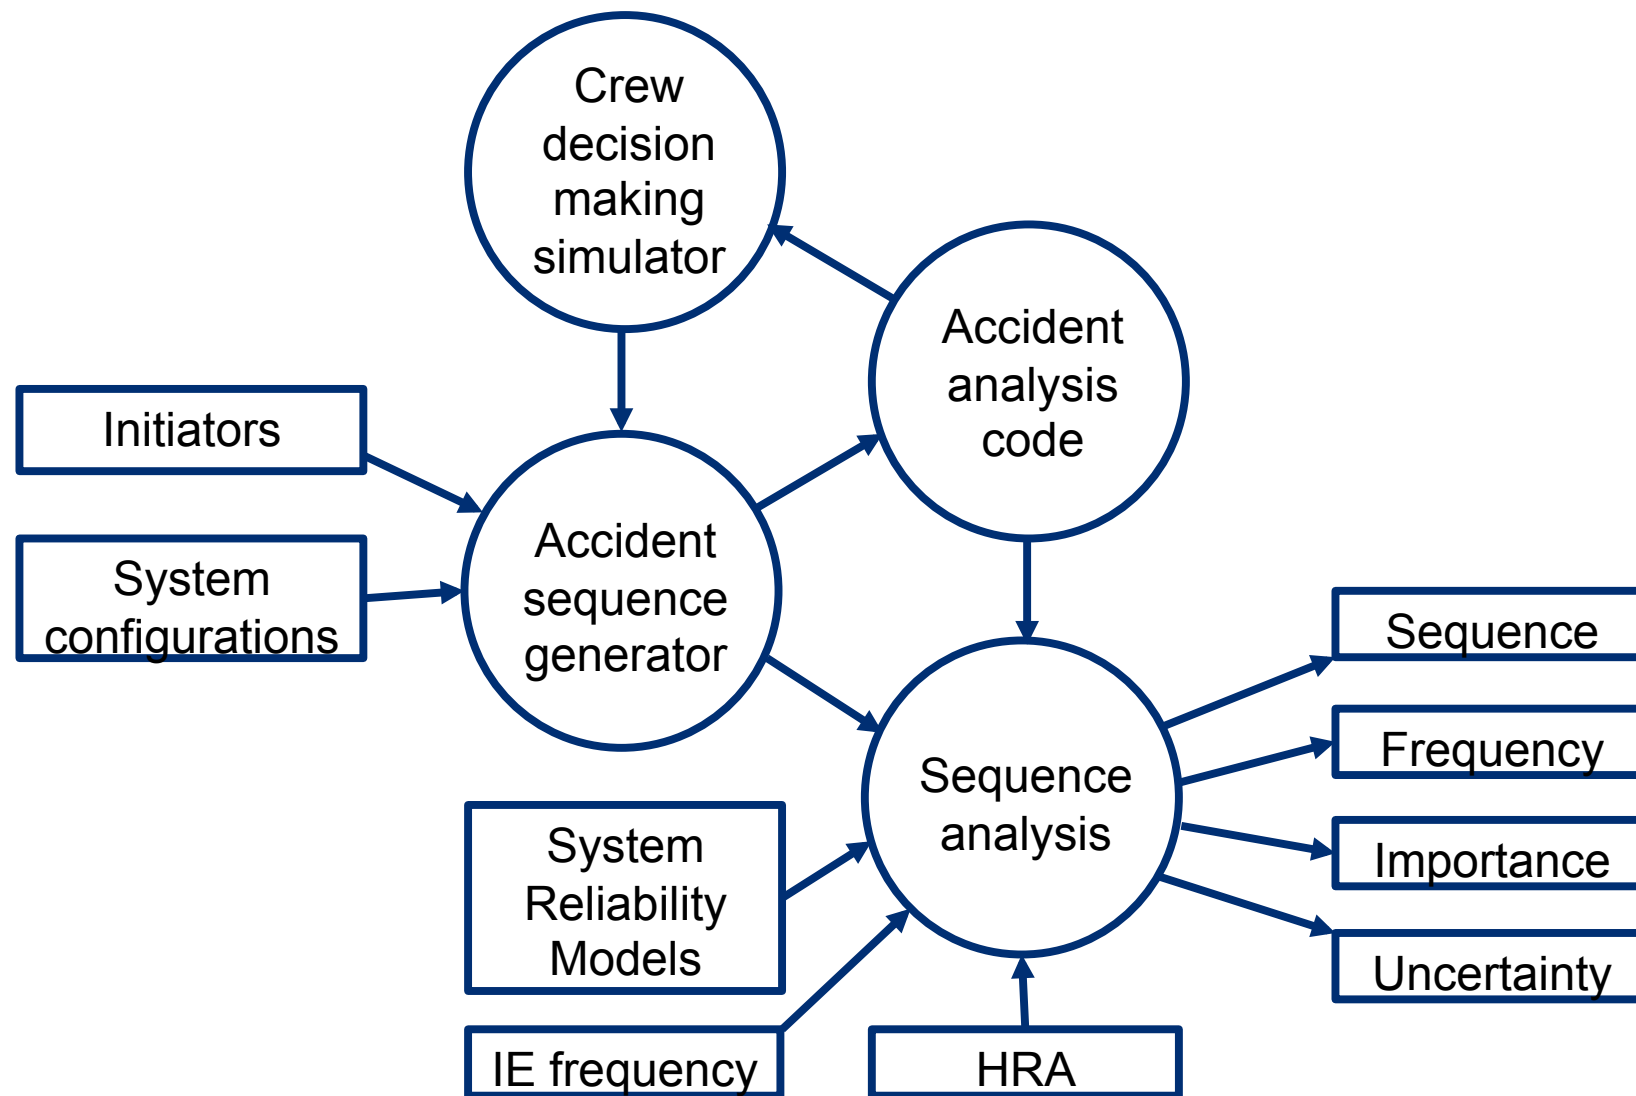 Crew
decision
making
simulator
Accident
analysis
code
Initiators
System
configurations
Accident
sequence
generator
Sequence
analysis
System
Reliability
Models
IE frequency
HRA
Sequence
Frequency
Importance
Uncertainty